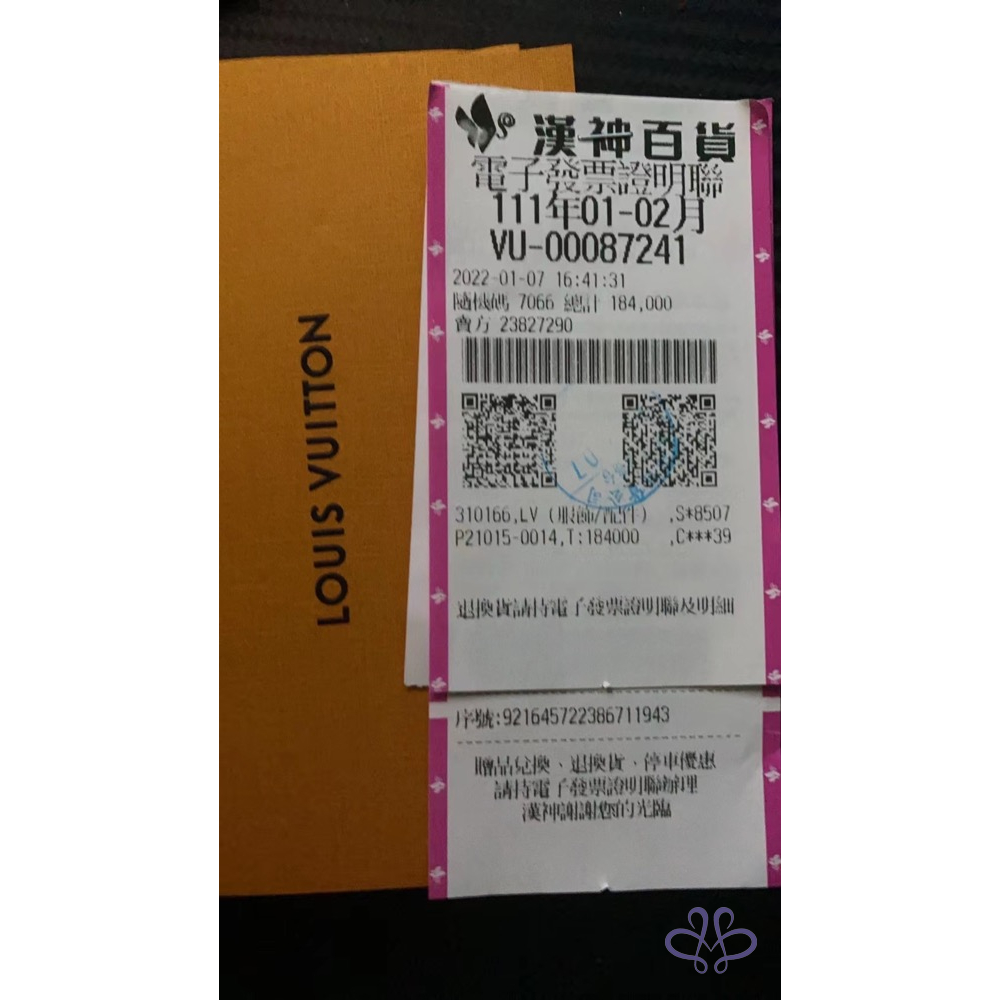 LOUIS VUITTON
漢神百貨
電子發票證明聯
111年01-02月
VU-00087241
2022-01-07 16:41:31
隨機碼 7066 總計 184,000
賣方 23827290
LV
310166,LV (服飾/配件) ,S*8507
P21015-0014,T:184000 ,C***39
退換貨請持電子發票證明聯及明細
序號:921645722386711943
贈品兌換、退換貨、停車優惠
請持電子發票證明聯辦理
漢神謝謝您的光臨